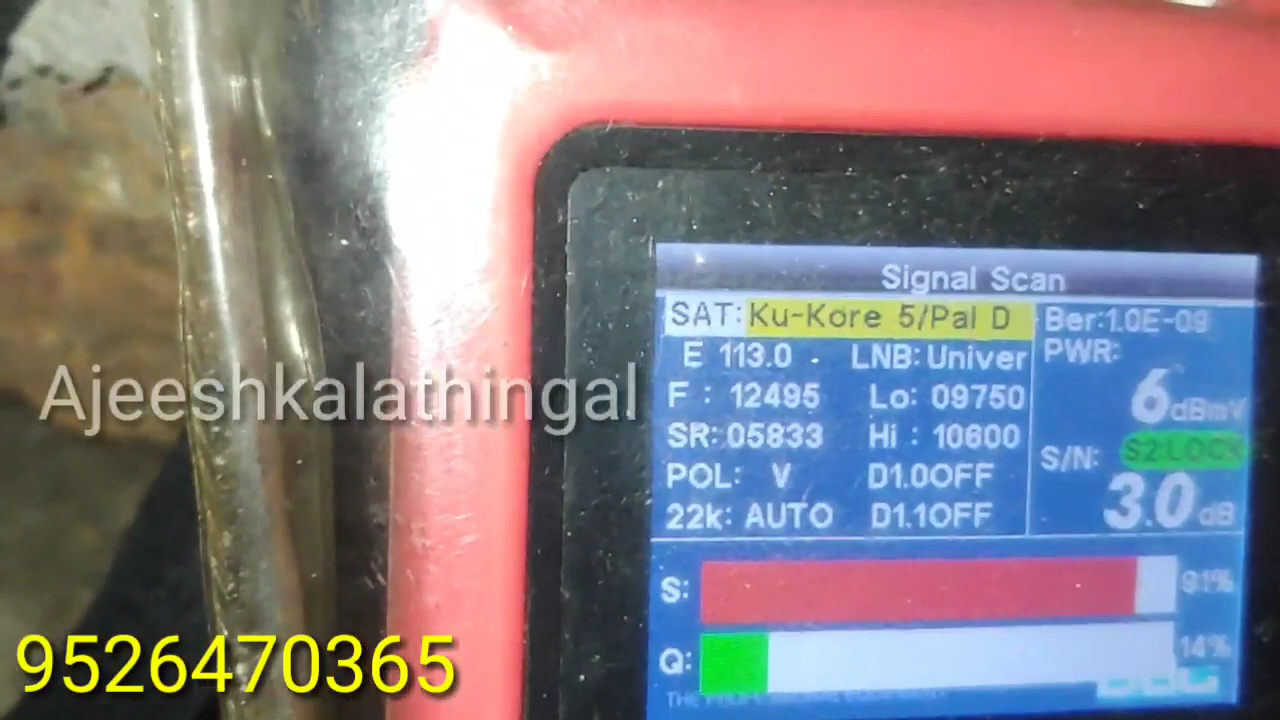 Signal Scan
SAT: Ku-Kore 5/Pal D
Ber:1.0E-09
E 113.0 LNB: Univer
PWR:
F : 12495 Lo: 09750
6 dBmV
SR: 05833 Hi : 10600
S/N: S2:LOCK
POL: V D1.0OFF
3.0 dB
22k: AUTO D1.1OFF
S: 91%
Q: 14%
Ajeeshkalathingal
9526470365